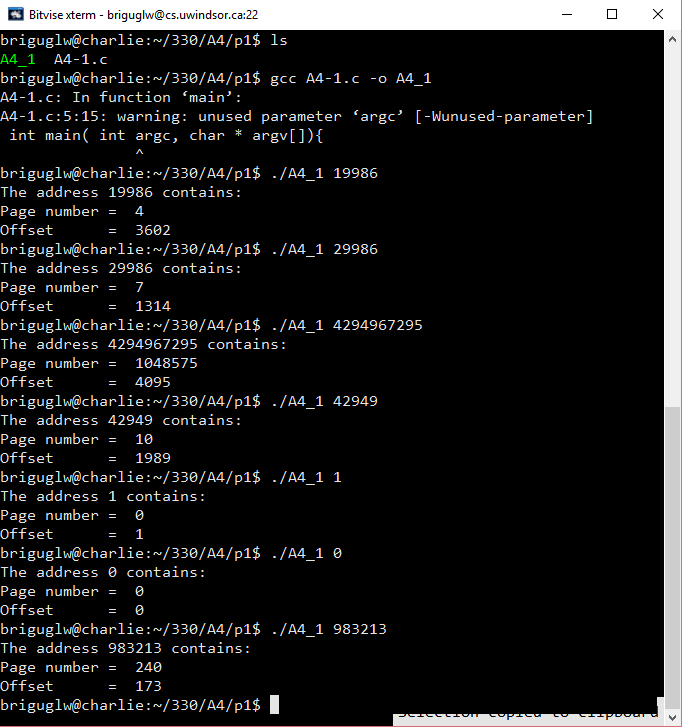 Bitvise xterm - briguglw@cs.uwindsor.ca:22
briguglw@charlie:~/330/A4/p1$ ls
A4_1  A4-1.c
briguglw@charlie:~/330/A4/p1$ gcc A4-1.c -o A4_1
A4-1.c: In function ‘main’:
A4-1.c:5:15: warning: unused parameter ‘argc’ [-Wunused-parameter]
 int main( int argc, char * argv[]){
               ^
briguglw@charlie:~/330/A4/p1$ ./A4_1 19986
The address 19986 contains:
Page number =  4
Offset      =  3602
briguglw@charlie:~/330/A4/p1$ ./A4_1 29986
The address 29986 contains:
Page number =  7
Offset      =  1314
briguglw@charlie:~/330/A4/p1$ ./A4_1 4294967295
The address 4294967295 contains:
Page number =  1048575
Offset      =  4095
briguglw@charlie:~/330/A4/p1$ ./A4_1 42949
The address 42949 contains:
Page number =  10
Offset      =  1989
briguglw@charlie:~/330/A4/p1$ ./A4_1 1
The address 1 contains:
Page number =  0
Offset      =  1
briguglw@charlie:~/330/A4/p1$ ./A4_1 0
The address 0 contains:
Page number =  0
Offset      =  0
briguglw@charlie:~/330/A4/p1$ ./A4_1 983213
The address 983213 contains:
Page number =  240
Offset      =  173
briguglw@charlie:~/330/A4/p1$
Selection copied to clipboard